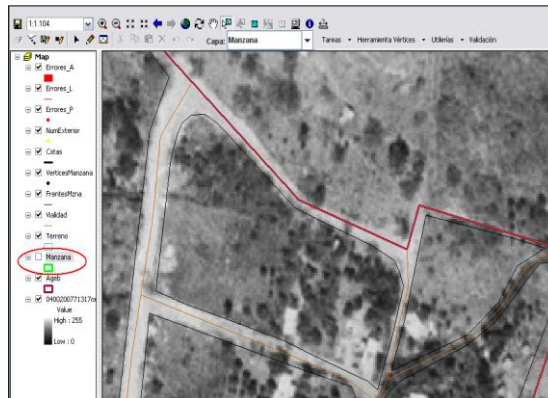 1:1.104
Capa: Manzana Tareas Herramienta Vértices Utilerías Validación
Map
Errores_A
Errores_L
Errores_P
NumExterior
Cotas
VerticesManzana
FrentesMzna
Vialidad
Terreno
Manzana
Ageb
0400200771317or
Value
High : 255
Low : 0